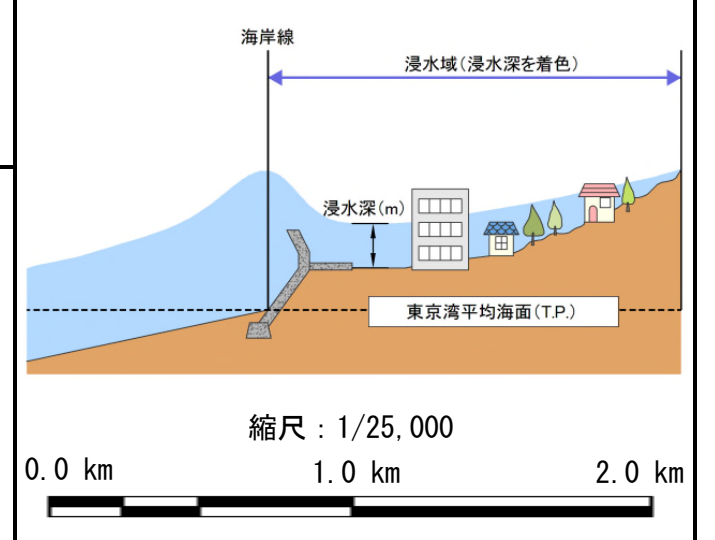 海岸線
浸水域(浸水深を着色)
浸水深(m)
東京湾平均海面(T.P.)
縮尺:1/25,000
0.0 km 1.0 km 2.0 km